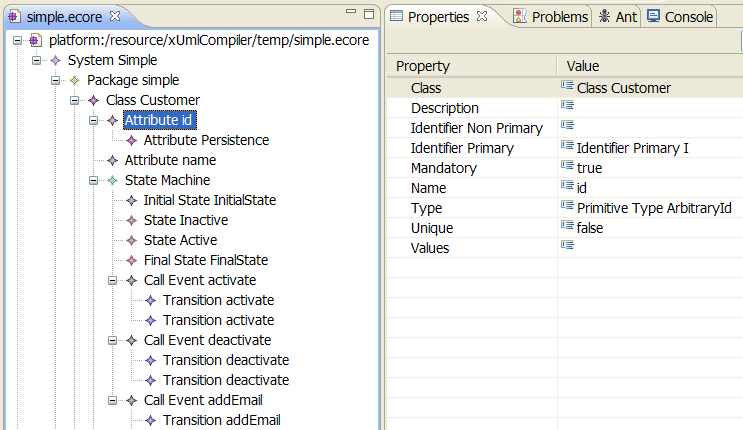 simple.ecore
platform:/resource/xUmlCompiler/temp/simple.ecore
System Simple
Package simple
Class Customer
Attribute id
Attribute Persistence
Attribute name
State Machine
Initial State InitialState
State Inactive
State Active
Final State FinalState
Call Event activate
Transition activate
Transition activate
Call Event deactivate
Transition deactivate
Transition deactivate
Call Event addEmail
Transition addEmail
Properties Problems Ant Console
Property Value
Class Class Customer
Description
Identifier Non Primary
Identifier Primary Identifier Primary I
Mandatory true
Name id
Type Primitive Type ArbitraryId
Unique false
Values